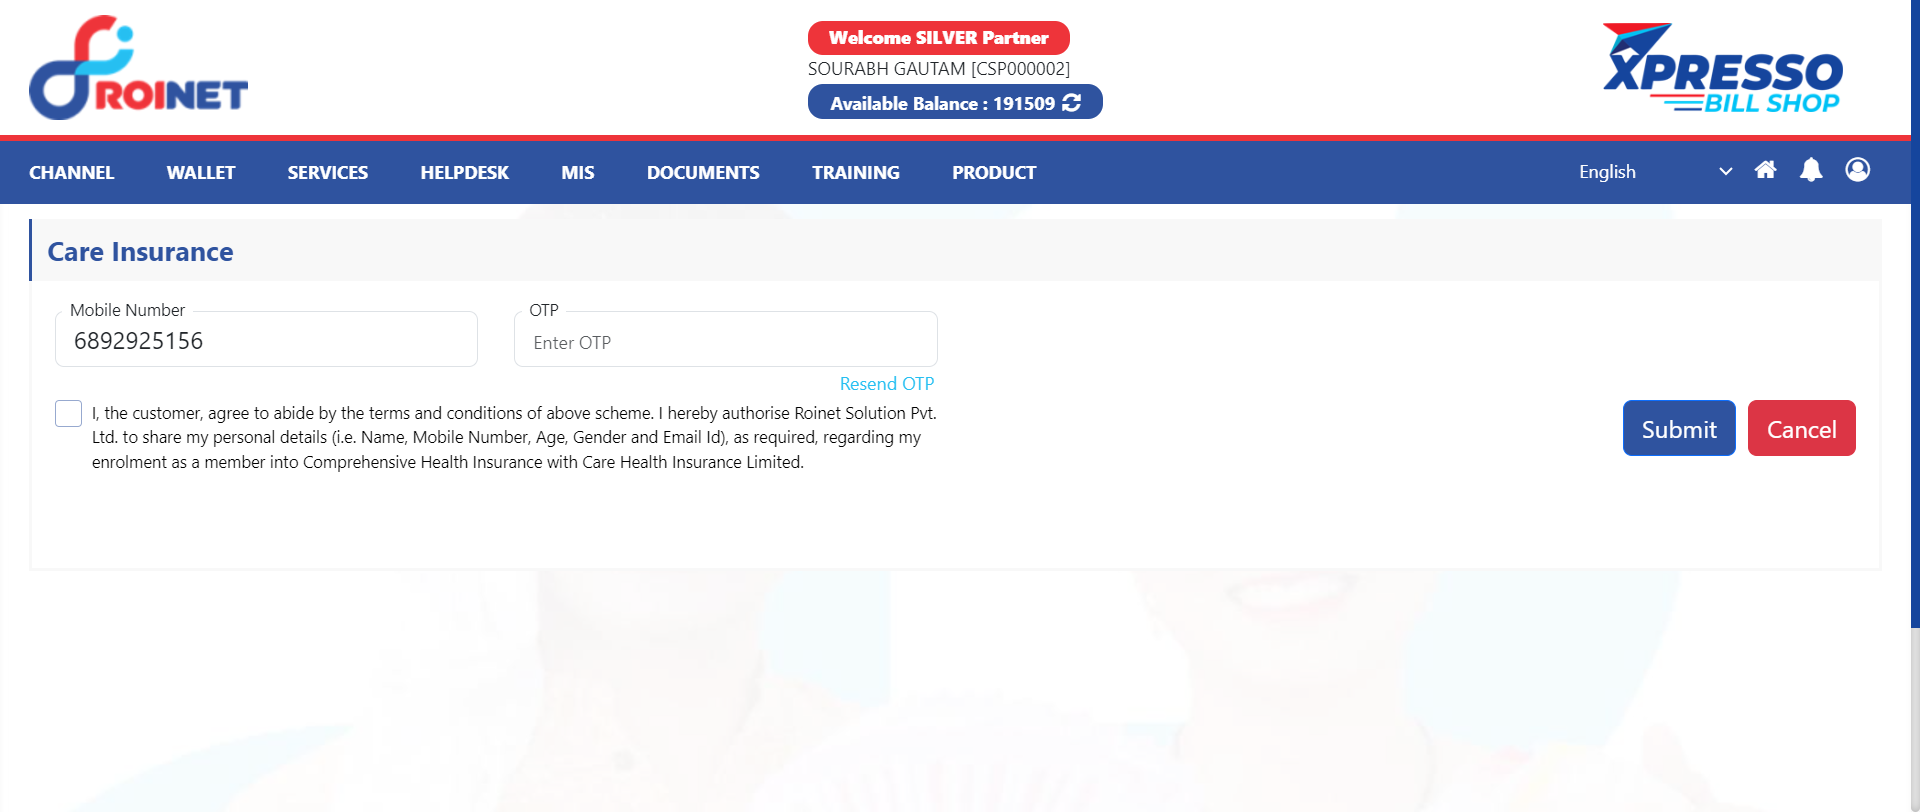 ROINET
Welcome SILVER Partner
SOURABH GAUTAM [CSP000002]
Available Balance : 191509
XPRESSO
BILL SHOP
CHANNEL WALLET SERVICES HELPDESK MIS DOCUMENTS TRAINING PRODUCT English
Care Insurance
Mobile Number OTP
6892925156 Enter OTP
Resend OTP
I, the customer, agree to abide by the terms and conditions of above scheme. I hereby authorise Roinet Solution Pvt.
Ltd. to share my personal details (i.e. Name, Mobile Number, Age, Gender and Email Id), as required, regarding my
enrolment as a member into Comprehensive Health Insurance with Care Health Insurance Limited.
Submit Cancel